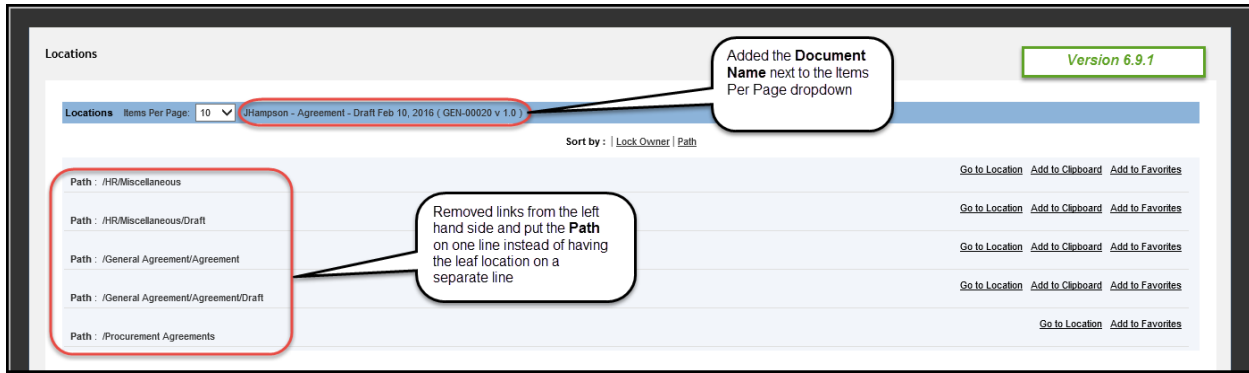 Locations
Version 6.9.1
Added the Document
Name next to the Items
Per Page dropdown
Locations Items Per Page: 10 JHampson - Agreement - Draft Feb 10, 2016 ( GEN-00020 v 1.0 )
Sort by : | Lock Owner | Path
Path : /HR/Miscellaneous
Go to Location Add to Clipboard Add to Favorites
Path : /HR/Miscellaneous/Draft
Go to Location Add to Clipboard Add to Favorites
Path : /General Agreement/Agreement
Go to Location Add to Clipboard Add to Favorites
Path : /General Agreement/Agreement/Draft
Go to Location Add to Clipboard Add to Favorites
Path : /Procurement Agreements
Go to Location Add to Favorites
Removed links from the left
hand side and put the Path
on one line instead of having
the leaf location on a
separate line